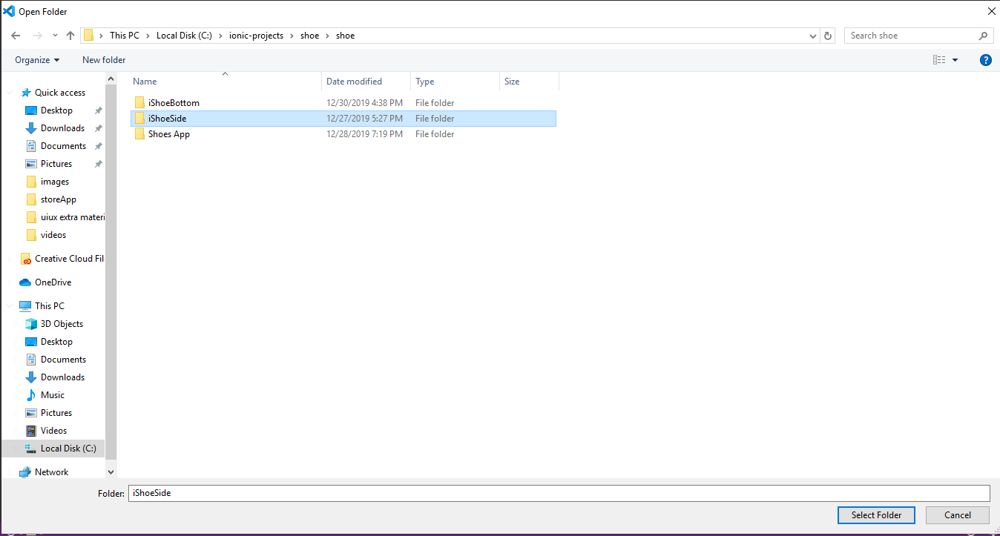 Open Folder
This PC > Local Disk (C:) > ionic-projects > shoe > shoe
Search shoe
Organize
New folder
?
Name Date modified Type Size
iShoeBottom 12/30/2019 4:38 PM File folder
iShoeSide 12/27/2019 5:27 PM File folder
Shoes App 12/28/2019 7:19 PM File folder
Quick access
Desktop
Downloads
Documents
Pictures
images
storeApp
uiux extra materi
videos
Creative Cloud Fil
OneDrive
This PC
3D Objects
Desktop
Documents
Downloads
Music
Pictures
Videos
Local Disk (C:)
Network
Folder: iShoeSide
Select Folder
Cancel